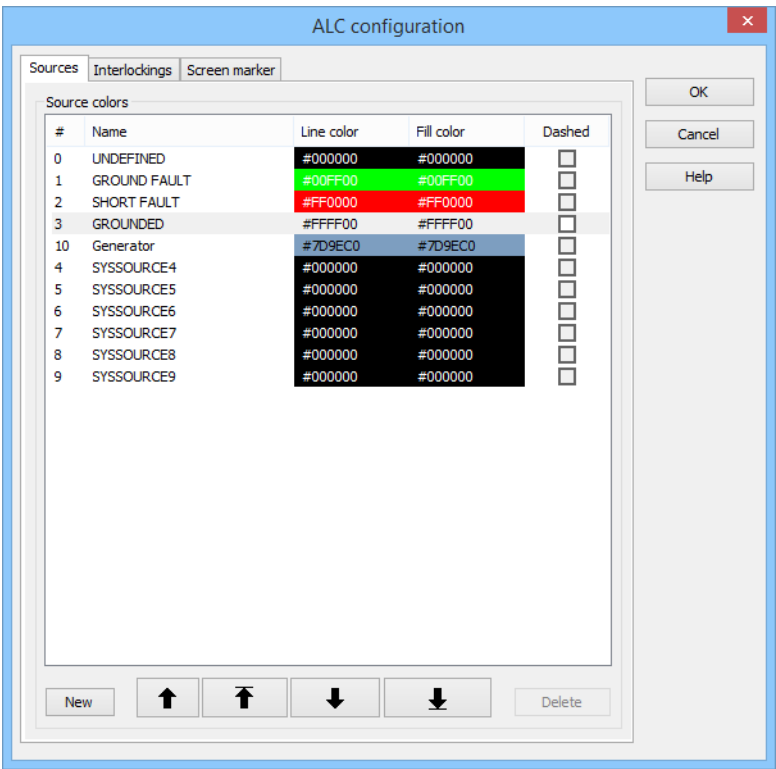 ALC configuration
Sources Interlockings Screen marker
OK
Source colors
Cancel
# Name Line color Fill color Dashed
0 UNDEFINED #000000 #000000
Help
1 GROUND FAULT #00FF00 #00FF00
2 SHORT FAULT #FF0000 #FF0000
3 GROUNDED #FFFF00 #FFFF00
10 Generator #7D9EC0 #7D9EC0
4 SYSSOURCE4 #000000 #000000
5 SYSSOURCE5 #000000 #000000
6 SYSSOURCE6 #000000 #000000
7 SYSSOURCE7 #000000 #000000
8 SYSSOURCE8 #000000 #000000
9 SYSSOURCE9 #000000 #000000
New Delete